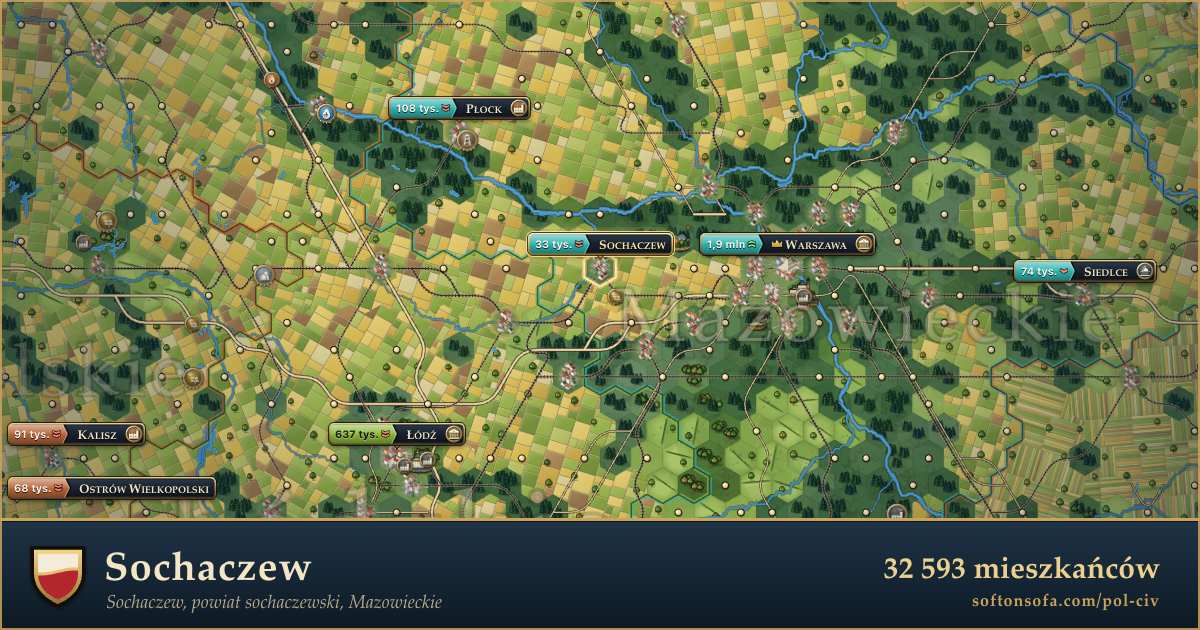 108 tys. Płock
33 tys. Sochaczew
1,9 mln Warszawa
74 tys. Siedlce
Mazowieckie
lskie
91 tys. Kalisz
637 tys. Łódź
68 tys. Ostrów Wielkopolski
Sochaczew
Sochaczew, powiat sochaczewski, Mazowieckie
32 593 mieszkańców
softonsofa.com/pol-civ